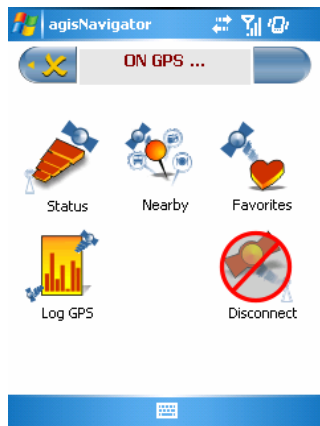 agisNavigator
ON GPS ...
Status
Nearby
Favorites
Log GPS
Disconnect